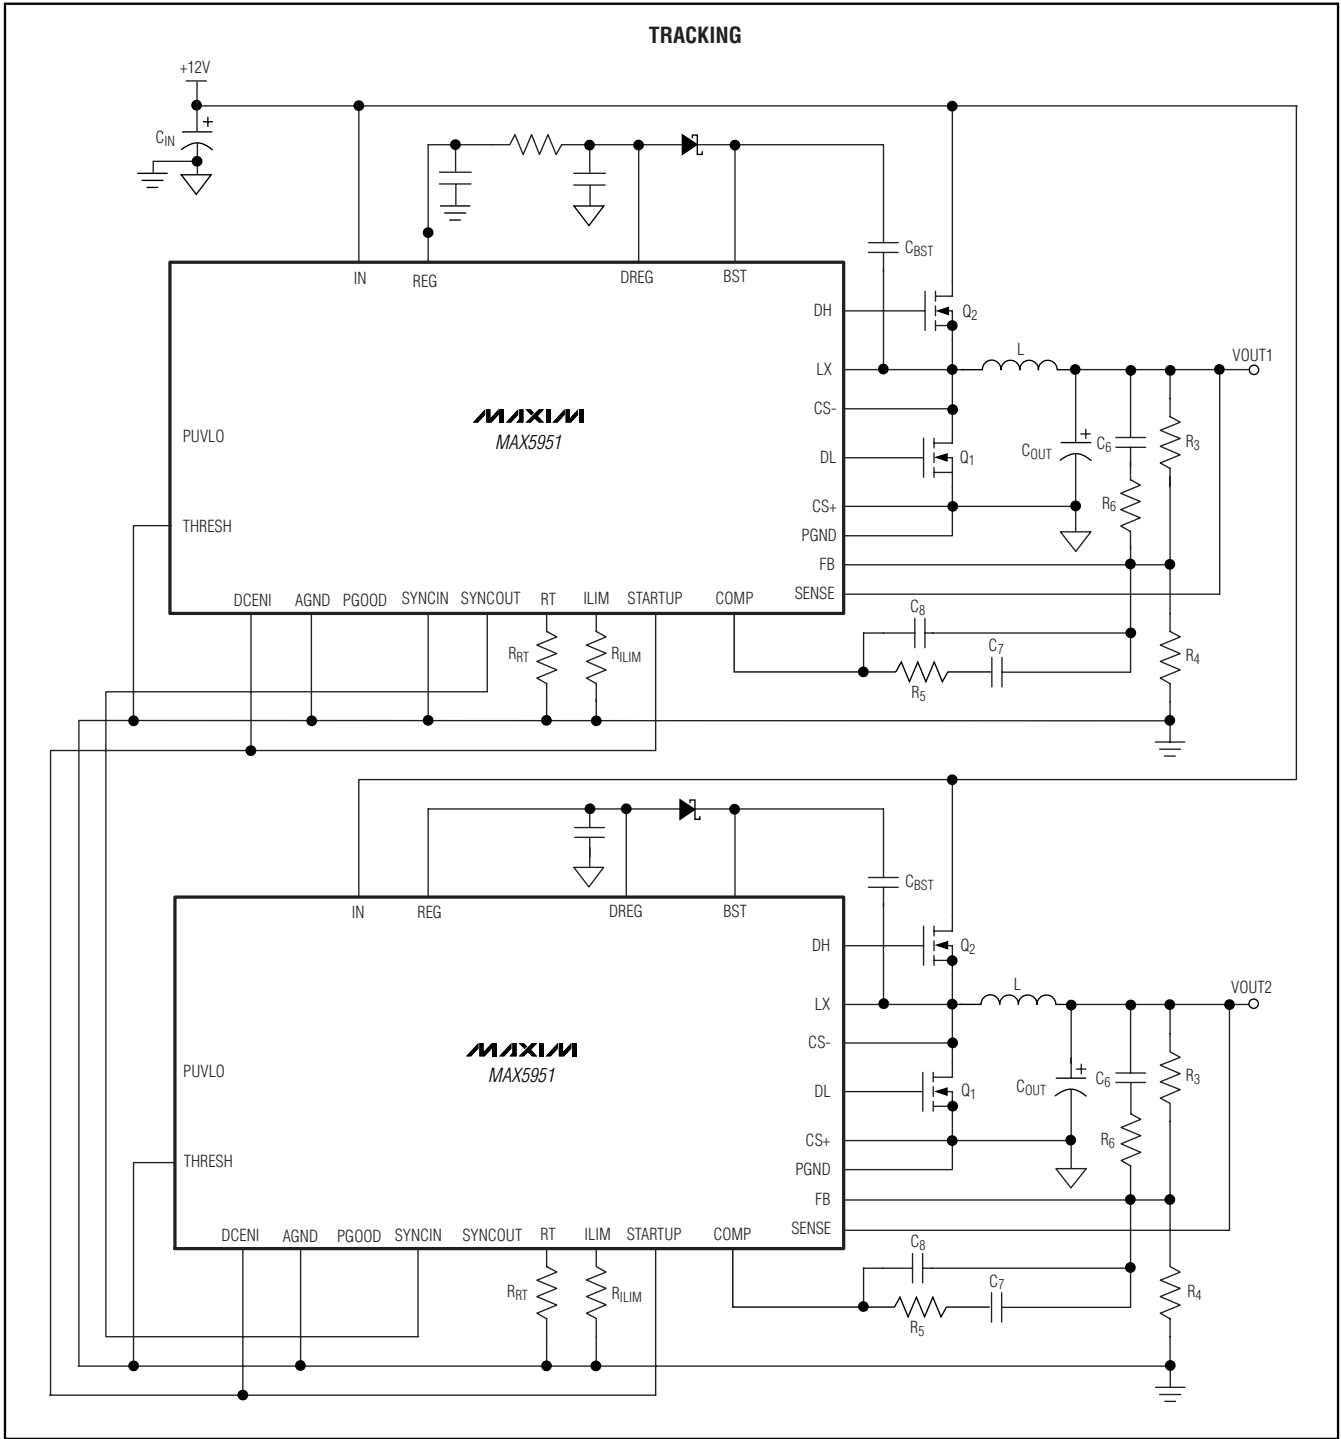 TRACKING
+12V
+
CIN
CBST
IN
REG
DREG
BST
DH
Q2
LX
L
VOUT1
CS-
MAXIM
MAX5951
PUVLO
DL
Q1
COUT
+
C6
R3
CS+
R6
THRESH
PGND
FB
SENSE
DCENI AGND PGOOD SYNCIN SYNCOUT RT ILIM STARTUP COMP
C8
RRT
RILIM
C7
R4
R5
CBST
IN
REG
DREG
BST
DH
Q2
LX
L
VOUT2
CS-
MAXIM
MAX5951
PUVLO
DL
Q1
COUT
+
C6
R3
CS+
R6
THRESH
PGND
FB
SENSE
DCENI AGND PGOOD SYNCIN SYNCOUT RT ILIM STARTUP COMP
C8
RRT
RILIM
C7
R4
R5